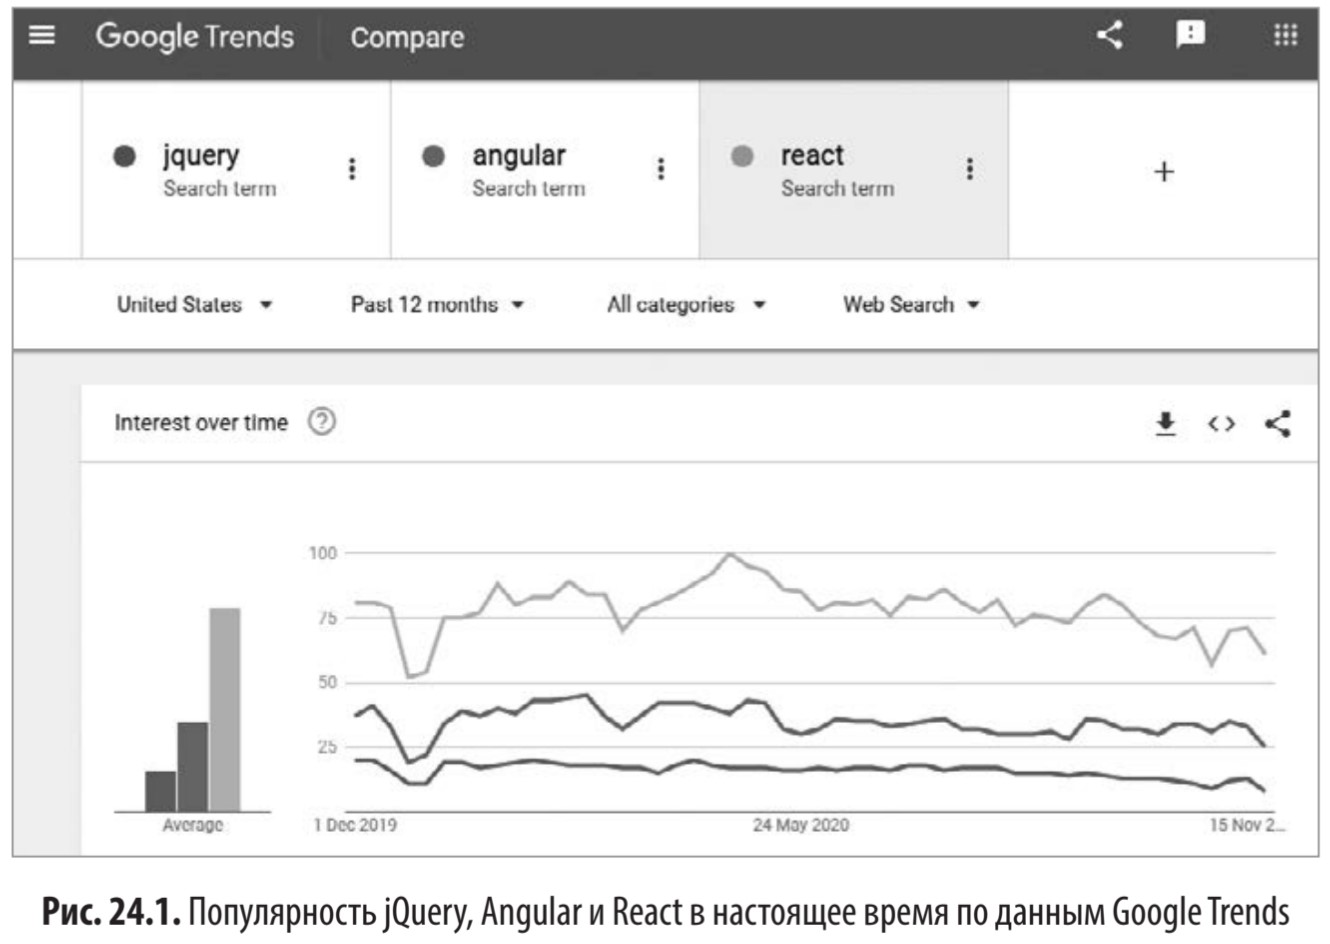 Google Trends Compare
jquery angular react
Search term Search term Search term
+
United States Past 12 months All categories Web Search
Interest over time ?
100
75
50
25
Average 1 Dec 2019 24 May 2020 15 Nov 2...
Рис. 24.1. Популярность jQuery, Angular и React в настоящее время по данным Google Trends